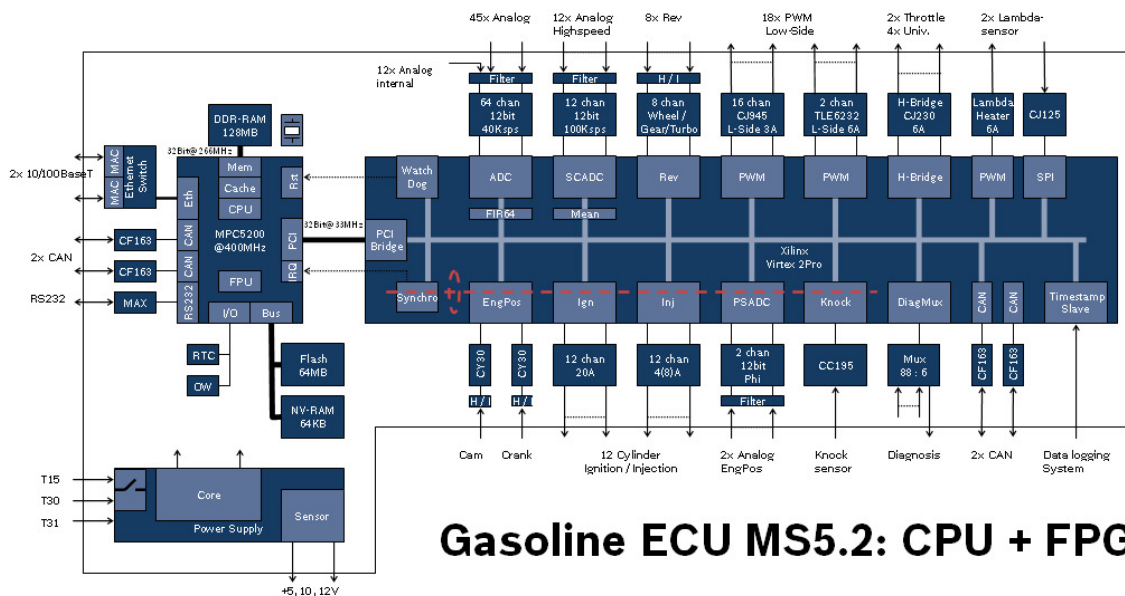 45x Analog
12x Analog
Highspeed
8x Rev
18x PWM
Low-Side
2x Throttle
4x Univ.
2x Lambda-
sensor
12x Analog
internal
Filter
Filter
H / I
DDR-RAM
128MB
64 chan
12bit
40Ksps
12 chan
12bit
100Ksps
8 chan
Wheel /
Gear/Turbo
16 chan
CJ945
L-Side 3A
2 chan
TLE6232
L-Side 6A
H-Bridge
CJ230
6A
Lambda
Heater
6A
CJ125
32Bit@266MHz
2x 10/100BaseT
MAC
MAC
Ethernet
Switch
Mem
Cache
CPU
Rst
Eth
MPC5200
@400MHz
PCI
FPU
IRQ
CAN
CAN
RS232
I/O
Bus
32Bit@33MHz
Watch
Dog
ADC
SCADC
Rev
PWM
PWM
H-Bridge
PWM
SPI
FIR64
Mean
PCI
Bridge
Xilinx
Virtex 2Pro
2x CAN
CF163
CF163
RS232
MAX
Synchro
EngPos
Ign
Inj
PSADC
Knock
DiagMux
CAN
CAN
Timestamp
Slave
RTC
OW
Flash
64MB
NV-RAM
64KB
CY30
CY30
H / I
H / I
12 chan
20A
12 chan
4(8)A
2 chan
12bit
Phi
Filter
CC195
Mux
88 : 6
CF163
CF163
Cam
Crank
12 Cylinder
Ignition / Injection
2x Analog
EngPos
Knock
sensor
Diagnosis
2x CAN
Data logging
System
T15
T30
T31
Core
Power Supply
Sensor
+5, 10, 12V
Gasoline ECU MS5.2: CPU + FPG